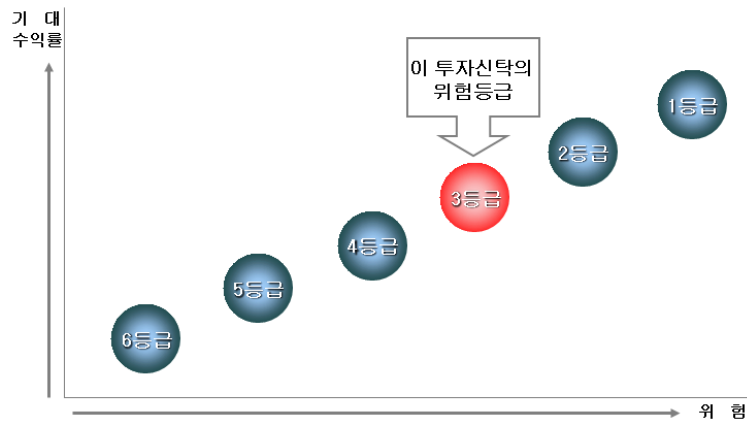 기 대
수익률
이 투자신탁의
위험등급
1등급
2등급
3등급
4등급
5등급
6등급
위 험